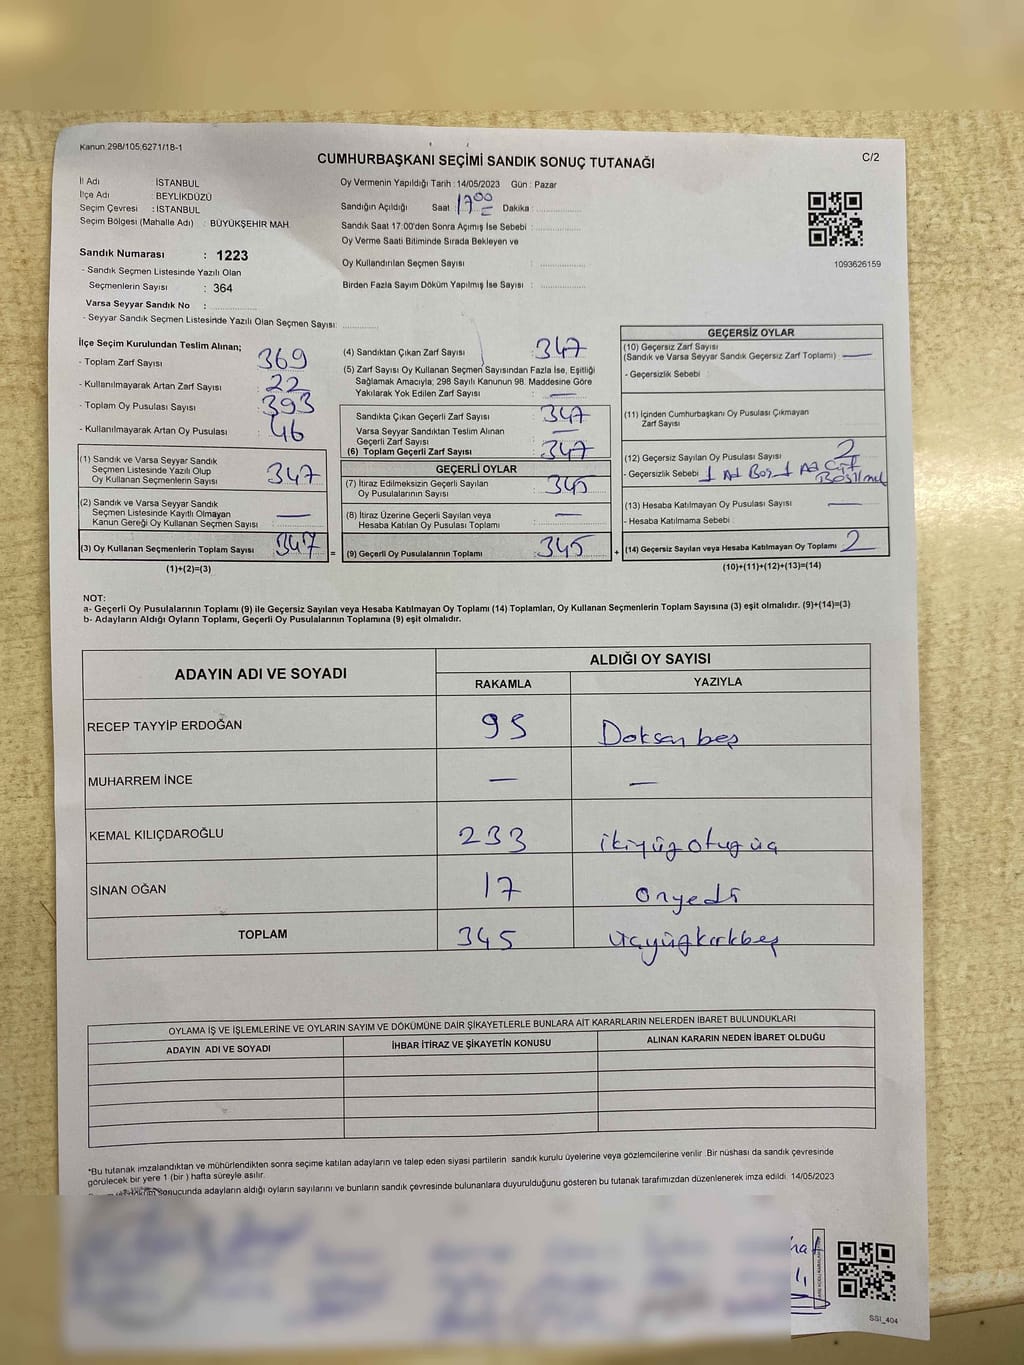 Kanun 298/105,6271/18-1
CUMHURBAŞKANI SEÇİMİ SANDIK SONUÇ TUTANAĞI
C/2
İl Adı İSTANBUL
İlçe Adı : BEYLİKDÜZÜ
Seçim Çevresi : İSTANBUL
Seçim Bölgesi (Mahalle Adı) : BÜYÜKŞEHİR MAH.
Sandık Numarası : 1223
- Sandık Seçmen Listesinde Yazılı Olan
Seçmenlerin Sayısı : 364
Varsa Seyyar Sandık No :
- Seyyar Sandık Seçmen Listesinde Yazılı Olan Seçmen Sayısı:
Oy Vermenin Yapıldığı Tarih : 14/05/2023 Gün : Pazar
Sandığın Açıldığı Saat 17 00 Dakika :
Sandık Saat 17:00'den Sonra Açımış İse Sebebi :
Oy Verme Saati Bitiminde Sırada Bekleyen ve
Oy Kullandırılan Seçmen Sayısı :
Birden Fazla Sayım Döküm Yapılmış İse Sayısı :
1093626159
İlçe Seçim Kurulundan Teslim Alınan;
- Toplam Zarf Sayısı : 369
- Kullanılmayarak Artan Zarf Sayısı : 22
- Toplam Oy Pusulası Sayısı : 393
- Kullanılmayarak Artan Oy Pusulası : 46
(1) Sandık ve Varsa Seyyar Sandık
Seçmen Listesinde Yazılı Olup
Oy Kullanan Seçmenlerin Sayısı : 347
(2) Sandık ve Varsa Seyyar Sandık
Seçmen Listesinde Kayıtlı Olmayan
Kanun Gereği Oy Kullanan Seçmen Sayısı : —
(3) Oy Kullanan Seçmenlerin Toplam Sayısı : 347 =
(1)+(2)=(3)
(4) Sandıktan Çıkan Zarf Sayısı : 347
(5) Zarf Sayısı Oy Kullanan Seçmen Sayısından Fazla İse, Eşitliği
Sağlamak Amacıyla; 298 Sayılı Kanunun 98. Maddesine Göre
Yakılarak Yok Edilen Zarf Sayısı : —
Sandıkta Çıkan Geçerli Zarf Sayısı : 347
Varsa Seyyar Sandıktan Teslim Alınan
Geçerli Zarf Sayısı : —
(6) Toplam Geçerli Zarf Sayısı : 347
GEÇERLİ OYLAR
(7) İtiraz Edilmeksizin Geçerli Sayılan
Oy Pusulalarının Sayısı : 345
(8) İtiraz Üzerine Geçerli Sayılan veya
Hesaba Katılan Oy Pusulası Toplamı : —
(9) Geçerli Oy Pusulalarının Toplamı : 345 +
GEÇERSİZ OYLAR
(10) Geçersiz Zarf Sayısı
(Sandık ve Varsa Seyyar Sandık Geçersiz Zarf Toplamı) : —
- Geçersizlik Sebebi :
(11) İçinden Cumhurbaşkanı Oy Pusulası Çıkmayan
Zarf Sayısı :
(12) Geçersiz Sayılan Oy Pusulası Sayısı : 2
- Geçersizlik Sebebi : 1 Ad Boş 1 Ad Çift
(13) Hesaba Katılmayan Oy Pusulası Sayısı : —
- Hesaba Katılmama Sebebi :
(14) Geçersiz Sayılan veya Hesaba Katılmayan Oy Toplamı : 2
(10)+(11)+(12)+(13)=(14)
NOT:
a- Geçerli Oy Pusulalarının Toplamı (9) ile Geçersiz Sayılan veya Hesaba Katılmayan Oy Toplamı (14) Toplamları, Oy Kullanan Seçmenlerin Toplam Sayısına (3) eşit olmalıdır. (9)+(14)=(3)
b- Adayların Aldığı Oyların Toplamı, Geçerli Oy Pusulalarının Toplamına (9) eşit olmalıdır.
ADAYIN ADI VE SOYADI ALDIĞI OY SAYISI
RAKAMLA YAZIYLA
RECEP TAYYİP ERDOĞAN 95 Doksan beş
MUHARREM İNCE — —
KEMAL KILIÇDAROĞLU 233 ikiyüz otuz üç
SİNAN OĞAN 17 Onyedi
TOPLAM 345 üçyüzkırkbeş
OYLAMA İŞ VE İŞLEMLERİNE VE OYLARIN SAYIM VE DÖKÜMÜNE DAİR ŞİKAYETLERLE BUNLARA AİT KARARLARIN NELERDEN İBARET BULUNDUKLARI
ADAYIN ADI VE SOYADI İHBAR İTİRAZ VE ŞİKAYETİN KONUSU ALINAN KARARIN NEDEN İBARET OLDUĞU
*Bu tutanak imzalandıktan ve mühürlendikten sonra seçime katılan adayların ve talep eden siyasi partilerin sandık kurulu üyelerine veya gözlemcilerine verilir. Bir nüshası da sandık çevresinde
görülecek bir yere 1 (bir) hafta süreyle asılır.
sonucunda adayların aldığı oyların sayılarını ve bunların sandık çevresinde bulunanlara duyurulduğunu gösteren bu tutanak tarafımızdan düzenlenerek imza edildi. 14/05/2023
SSI_404